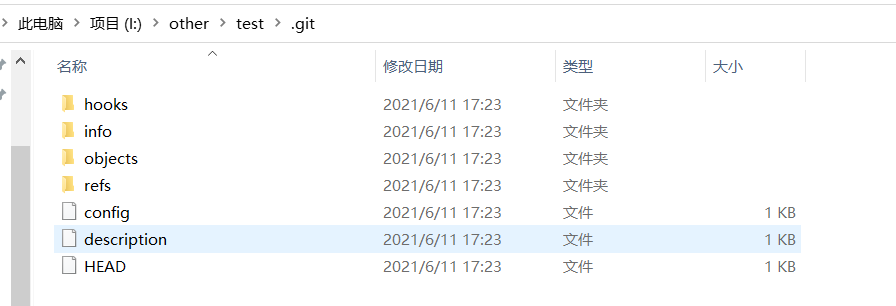 此电脑 > 项目 (I:) > other > test > .git
名称 修改日期 类型 大小
hooks 2021/6/11 17:23 文件夹
info 2021/6/11 17:23 文件夹
objects 2021/6/11 17:23 文件夹
refs 2021/6/11 17:23 文件夹
config 2021/6/11 17:23 文件 1 KB
description 2021/6/11 17:23 文件 1 KB
HEAD 2021/6/11 17:23 文件 1 KB